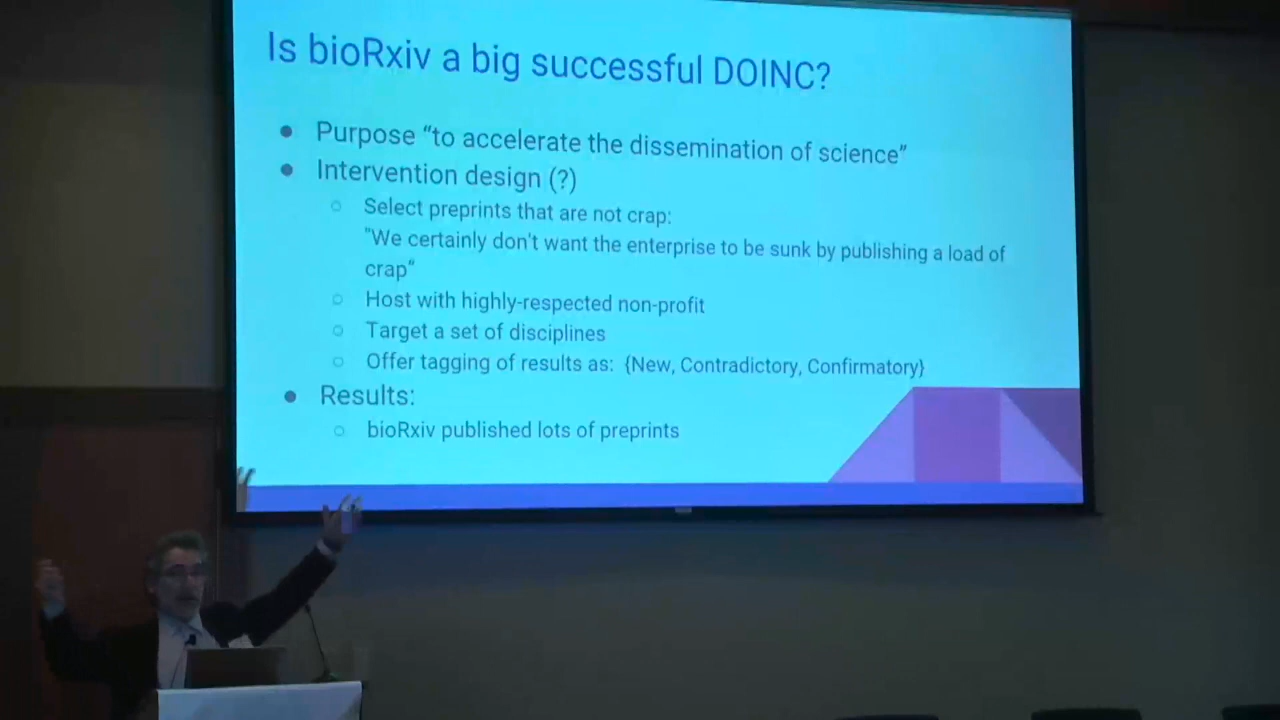 Is bioRxiv a big successful DOINC?
● Purpose “to accelerate the dissemination of science”
● Intervention design (?)
○ Select preprints that are not crap:
"We certainly don't want the enterprise to be sunk by publishing a load of
crap"
○ Host with highly-respected non-profit
○ Target a set of disciplines
○ Offer tagging of results as: {New, Contradictory, Confirmatory}
● Results:
○ bioRxiv published lots of preprints